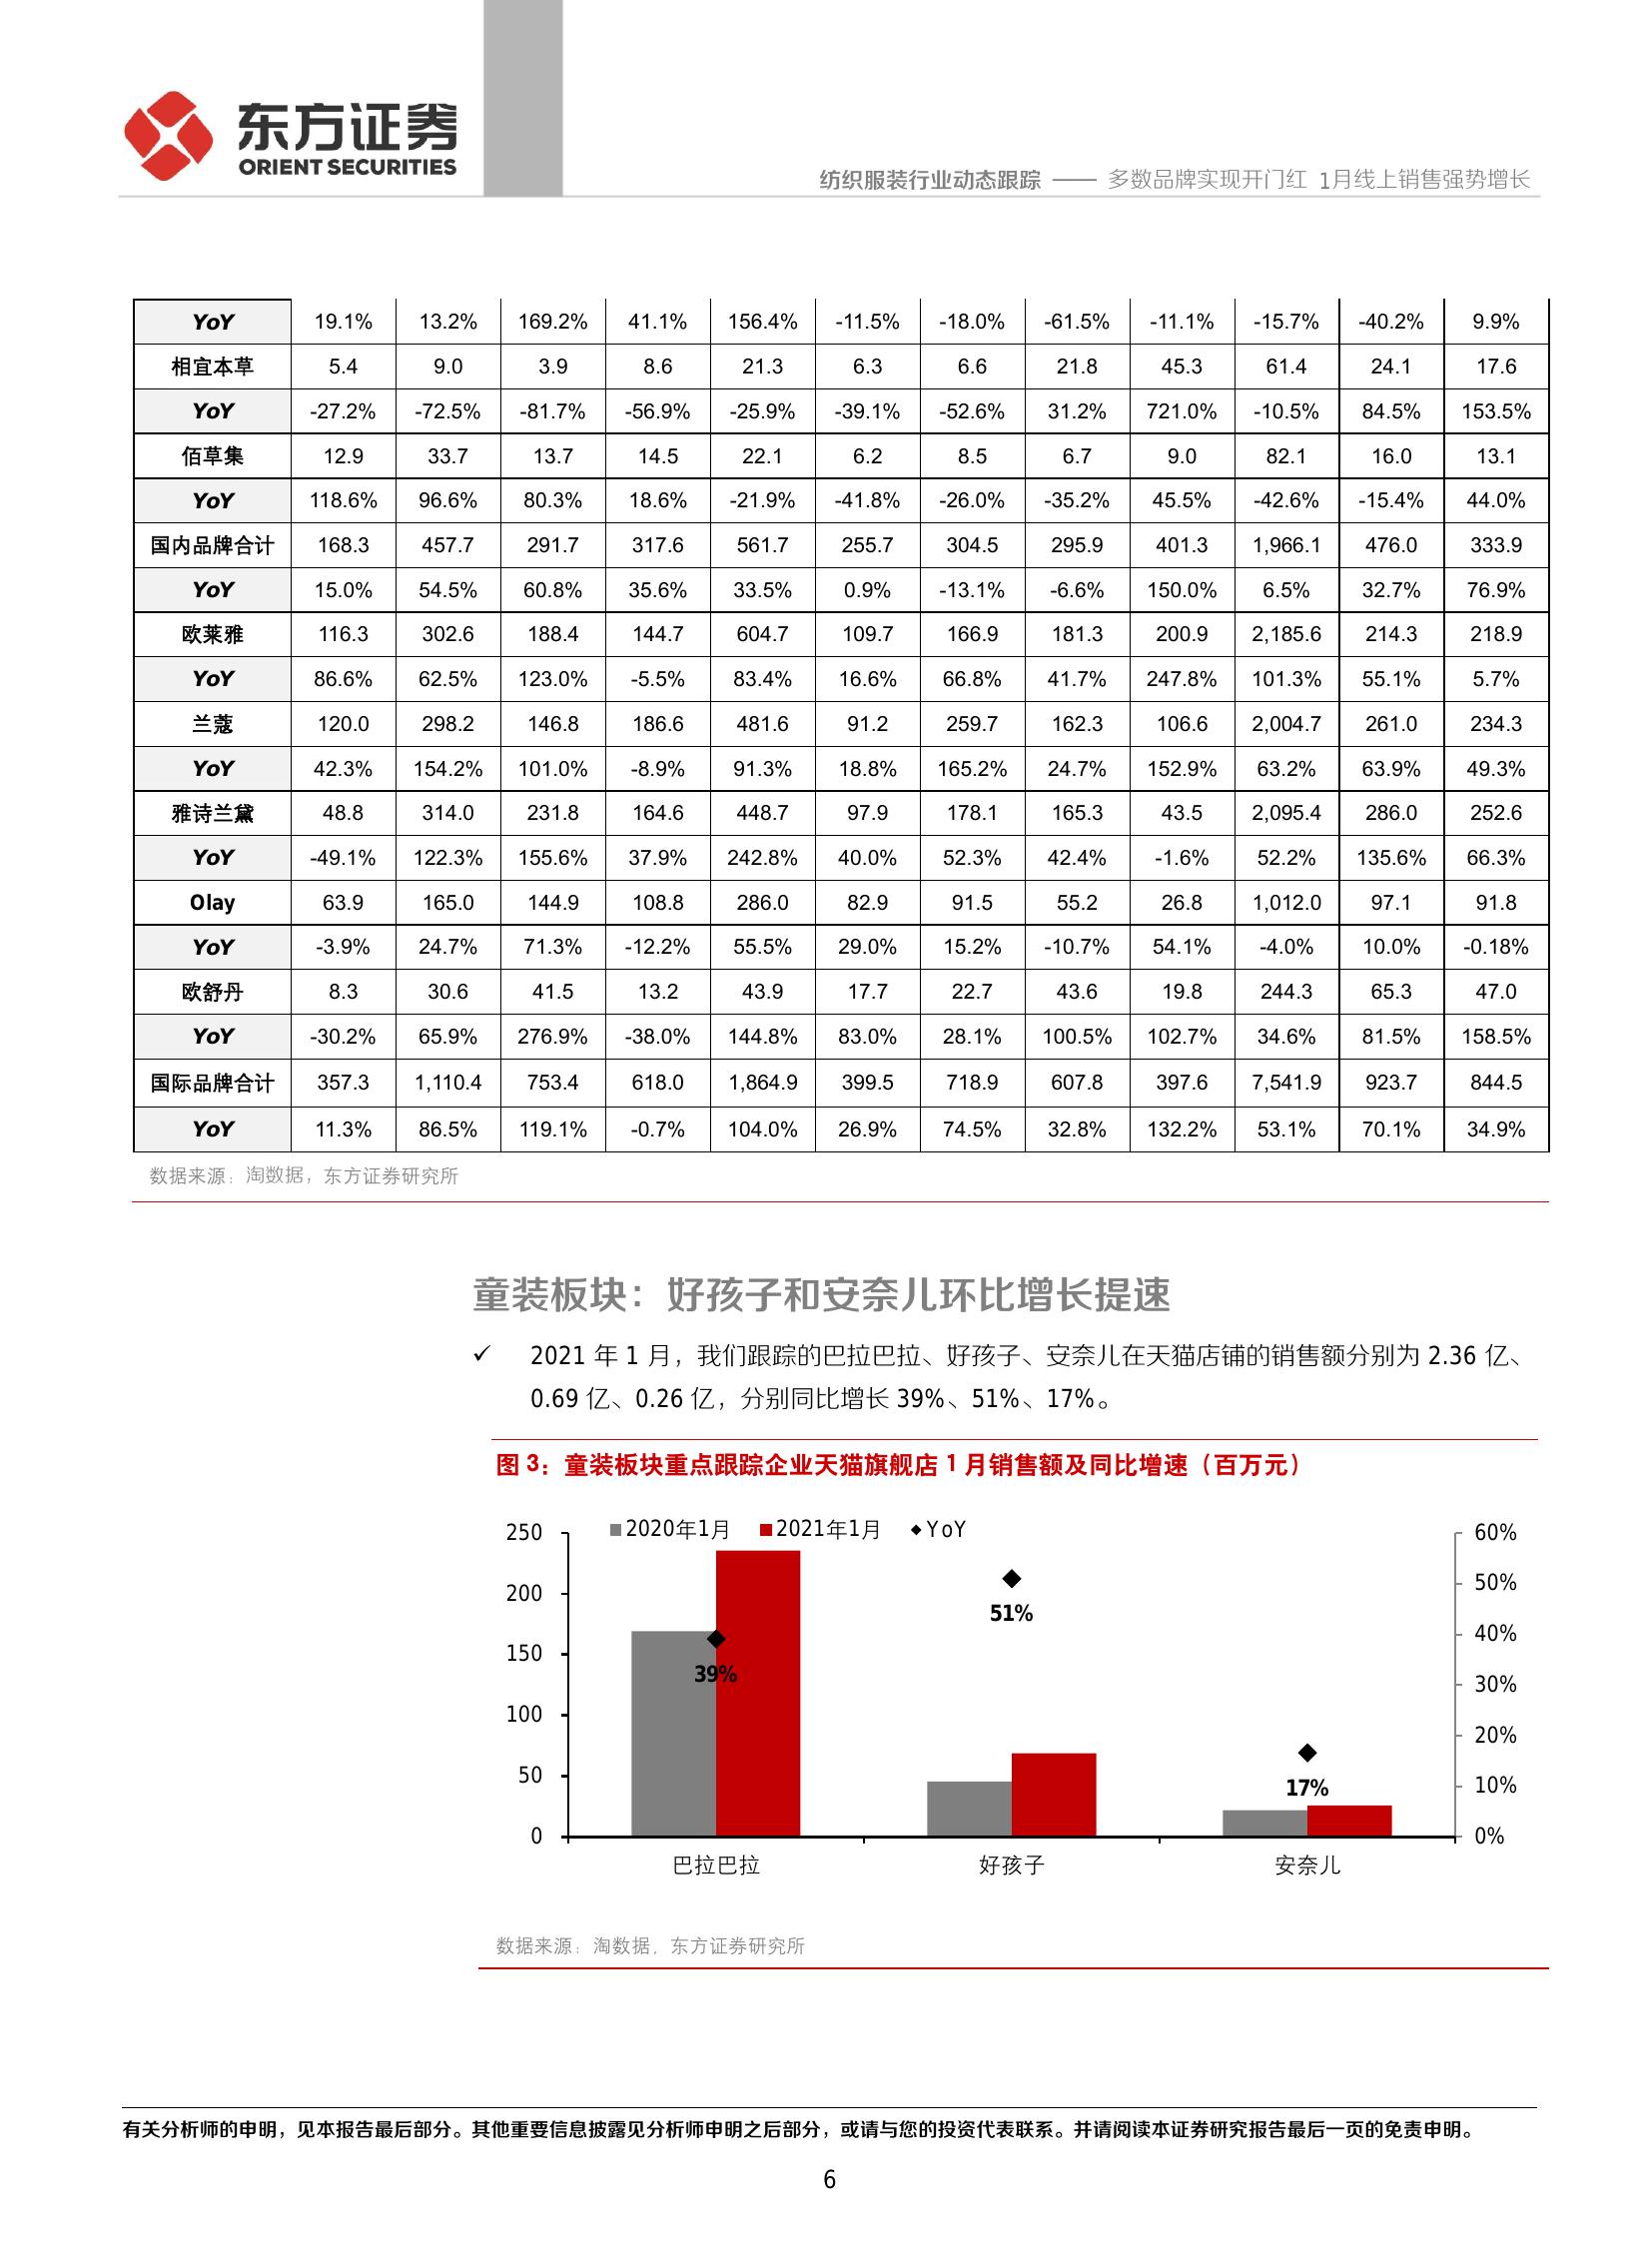 东方证券
ORIENT SECURITIES
纺织服装行业动态跟踪 —— 多数品牌实现开门红 1月线上销售强势增长
YoY 19.1% 13.2% 169.2% 41.1% 156.4% -11.5% -18.0% -61.5% -11.1% -15.7% -40.2% 9.9%
相宜本草 5.4 9.0 3.9 8.6 21.3 6.3 6.6 21.8 45.3 61.4 24.1 17.6
YoY -27.2% -72.5% -81.7% -56.9% -25.9% -39.1% -52.6% 31.2% 721.0% -10.5% 84.5% 153.5%
佰草集 12.9 33.7 13.7 14.5 22.1 6.2 8.5 6.7 9.0 82.1 16.0 13.1
YoY 118.6% 96.6% 80.3% 18.6% -21.9% -41.8% -26.0% -35.2% 45.5% -42.6% -15.4% 44.0%
国内品牌合计 168.3 457.7 291.7 317.6 561.7 255.7 304.5 295.9 401.3 1,966.1 476.0 333.9
YoY 15.0% 54.5% 60.8% 35.6% 33.5% 0.9% -13.1% -6.6% 150.0% 6.5% 32.7% 76.9%
欧莱雅 116.3 302.6 188.4 144.7 604.7 109.7 166.9 181.3 200.9 2,185.6 214.3 218.9
YoY 86.6% 62.5% 123.0% -5.5% 83.4% 16.6% 66.8% 41.7% 247.8% 101.3% 55.1% 5.7%
兰蔻 120.0 298.2 146.8 186.6 481.6 91.2 259.7 162.3 106.6 2,004.7 261.0 234.3
YoY 42.3% 154.2% 101.0% -8.9% 91.3% 18.8% 165.2% 24.7% 152.9% 63.2% 63.9% 49.3%
雅诗兰黛 48.8 314.0 231.8 164.6 448.7 97.9 178.1 165.3 43.5 2,095.4 286.0 252.6
YoY -49.1% 122.3% 155.6% 37.9% 242.8% 40.0% 52.3% 42.4% -1.6% 52.2% 135.6% 66.3%
Olay 63.9 165.0 144.9 108.8 286.0 82.9 91.5 55.2 26.8 1,012.0 97.1 91.8
YoY -3.9% 24.7% 71.3% -12.2% 55.5% 29.0% 15.2% -10.7% 54.1% -4.0% 10.0% -0.18%
欧舒丹 8.3 30.6 41.5 13.2 43.9 17.7 22.7 43.6 19.8 244.3 65.3 47.0
YoY -30.2% 65.9% 276.9% -38.0% 144.8% 83.0% 28.1% 100.5% 102.7% 34.6% 81.5% 158.5%
国际品牌合计 357.3 1,110.4 753.4 618.0 1,864.9 399.5 718.9 607.8 397.6 7,541.9 923.7 844.5
YoY 11.3% 86.5% 119.1% -0.7% 104.0% 26.9% 74.5% 32.8% 132.2% 53.1% 70.1% 34.9%
数据来源：淘数据，东方证券研究所
童装板块：好孩子和安奈儿环比增长提速
✓ 2021 年 1 月，我们跟踪的巴拉巴拉、好孩子、安奈儿在天猫店铺的销售额分别为 2.36 亿、
0.69 亿、0.26 亿，分别同比增长 39%、51%、17%。
图 3：童装板块重点跟踪企业天猫旗舰店 1 月销售额及同比增速（百万元）
2020年1月 2021年1月 YoY
250 60%
200 50%
150 40%
100 30%
50 20%
0 10%
0%
51%
39%
17%
巴拉巴拉 好孩子 安奈儿
数据来源：淘数据，东方证券研究所
有关分析师的申明，见本报告最后部分。其他重要信息披露见分析师申明之后部分，或请与您的投资代表联系。并请阅读本证券研究报告最后一页的免责申明。
6